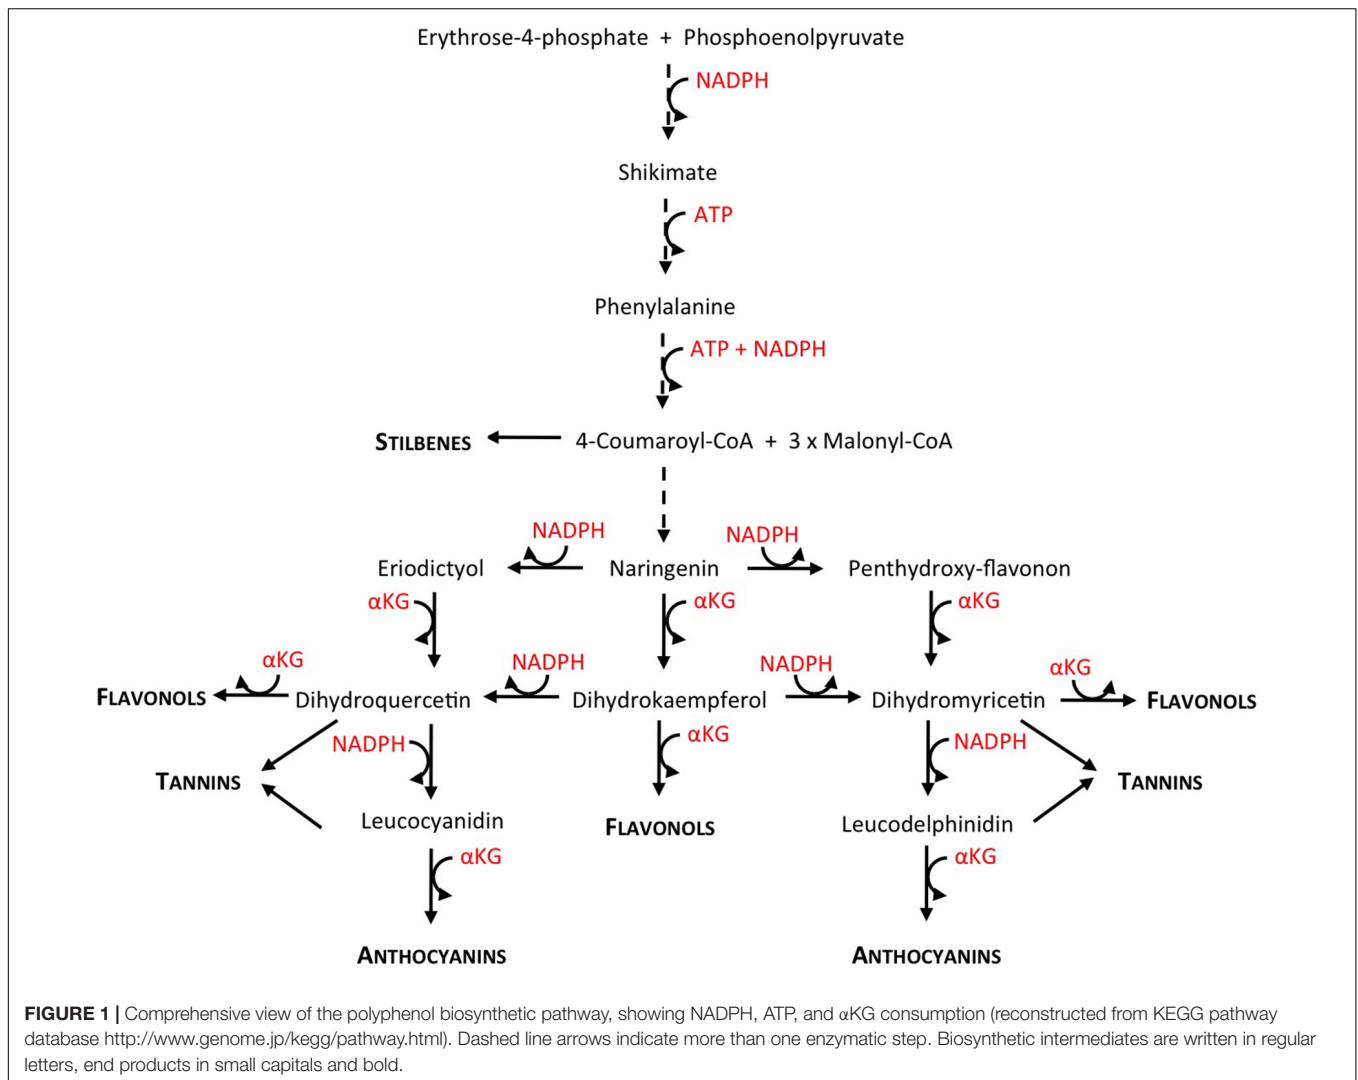 Erythrose-4-phosphate + Phosphoenolpyruvate
NADPH
Shikimate
ATP
Phenylalanine
ATP + NADPH
STILBENES
4-Coumaroyl-CoA + 3 x Malonyl-CoA
NADPH
NADPH
Eriodictyol
Naringenin
Penthydroxy-flavonon
αKG
αKG
αKG
αKG
NADPH
NADPH
αKG
FLAVONOLS
Dihydroquercetin
Dihydrokaempferol
Dihydromyricetin
FLAVONOLS
NADPH
αKG
NADPH
TANNINS
TANNINS
Leucocyanidin
FLAVONOLS
Leucodelphinidin
αKG
αKG
ANTHOCYANINS
ANTHOCYANINS
FIGURE 1 | Comprehensive view of the polyphenol biosynthetic pathway, showing NADPH, ATP, and αKG consumption (reconstructed from KEGG pathway
database http://www.genome.jp/kegg/pathway.html). Dashed line arrows indicate more than one enzymatic step. Biosynthetic intermediates are written in regular
letters, end products in small capitals and bold.